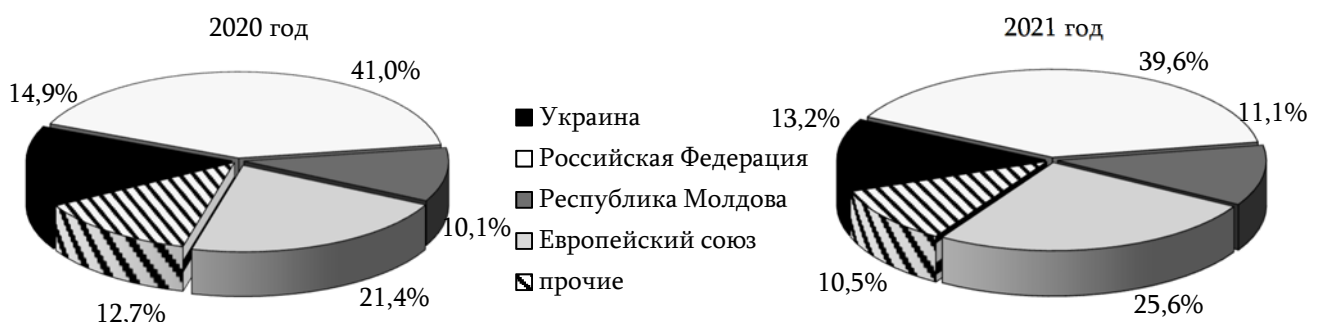 2020 год
41,0%
14,9%
10,1%
21,4%
12,7%
Украина
Российская Федерация
Республика Молдова
Европейский союз
прочие
2021 год
39,6%
11,1%
13,2%
10,5%
25,6%